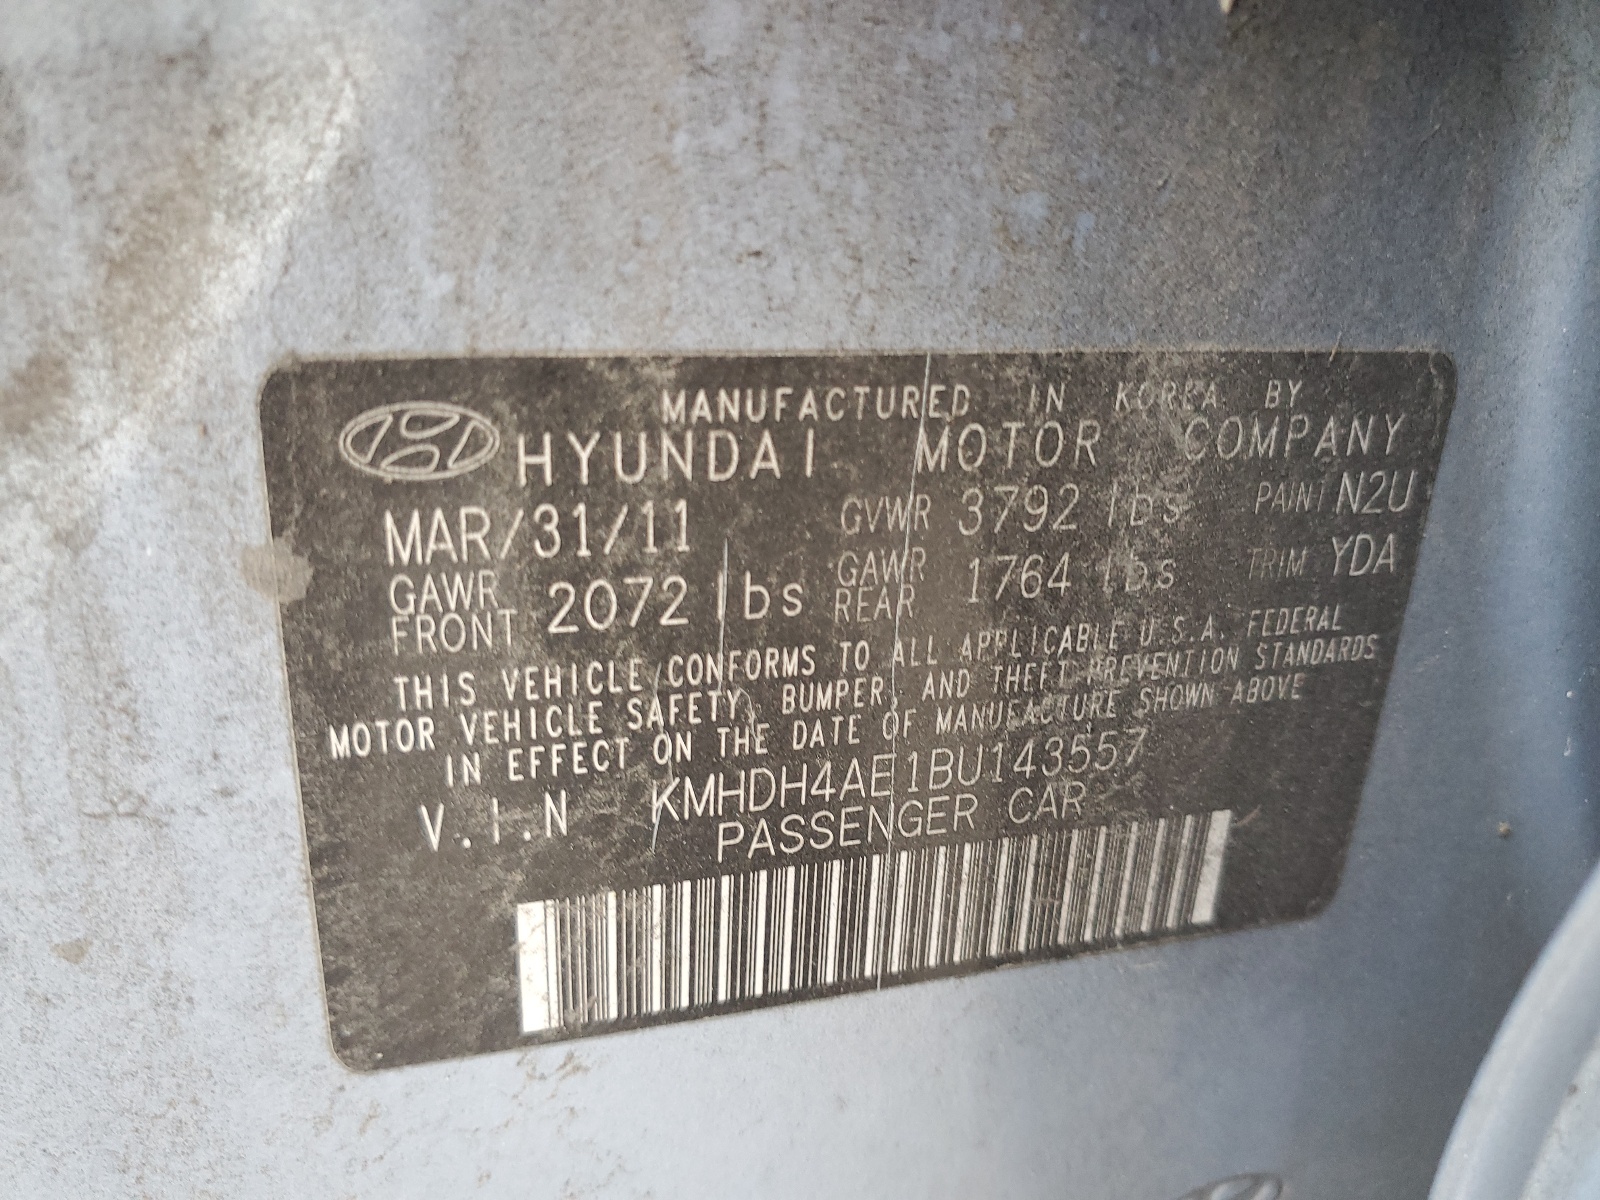 MANUFACTURED IN KOREA BY
HYUNDAI MOTOR COMPANY
MAR/31/11 GVWR 3792 lbs PAINT N2U
GAWR FRONT 2072 lbs GAWR REAR 1764 lbs TRIM YDA
THIS VEHICLE CONFORMS TO ALL APPLICABLE U.S.A. FEDERAL
MOTOR VEHICLE SAFETY, BUMPER, AND THEFT PREVENTION STANDARDS
IN EFFECT ON THE DATE OF MANUFACTURE SHOWN ABOVE
V.I.N KMHDH4AE1BU143557
PASSENGER CAR